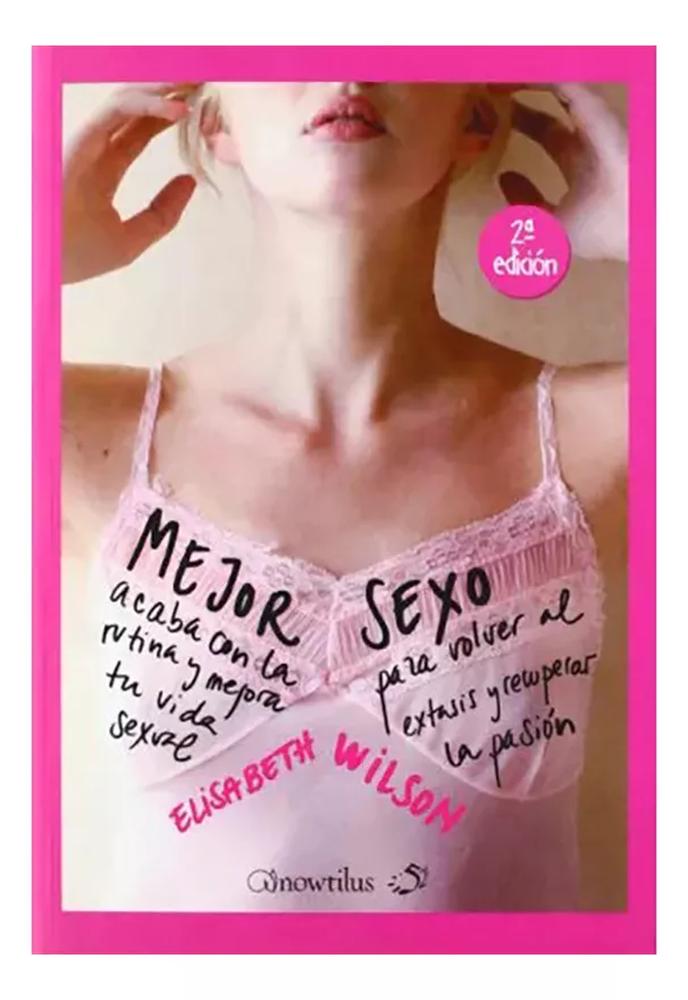 2ª
edición
MEJOR SEXO
acaba con la
rutina y mejora
tu vida
sexual
para volver al
extasis y recuperar
la pasión
ELISABETH WILSON
nowtilus